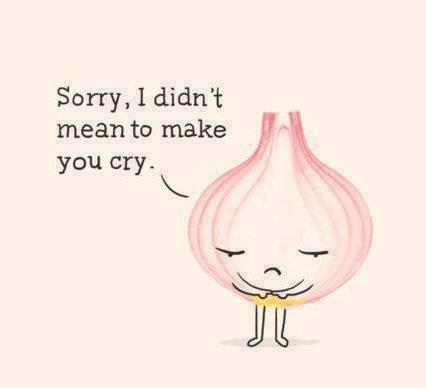 Sorry, I didn't
mean to make
you cry.